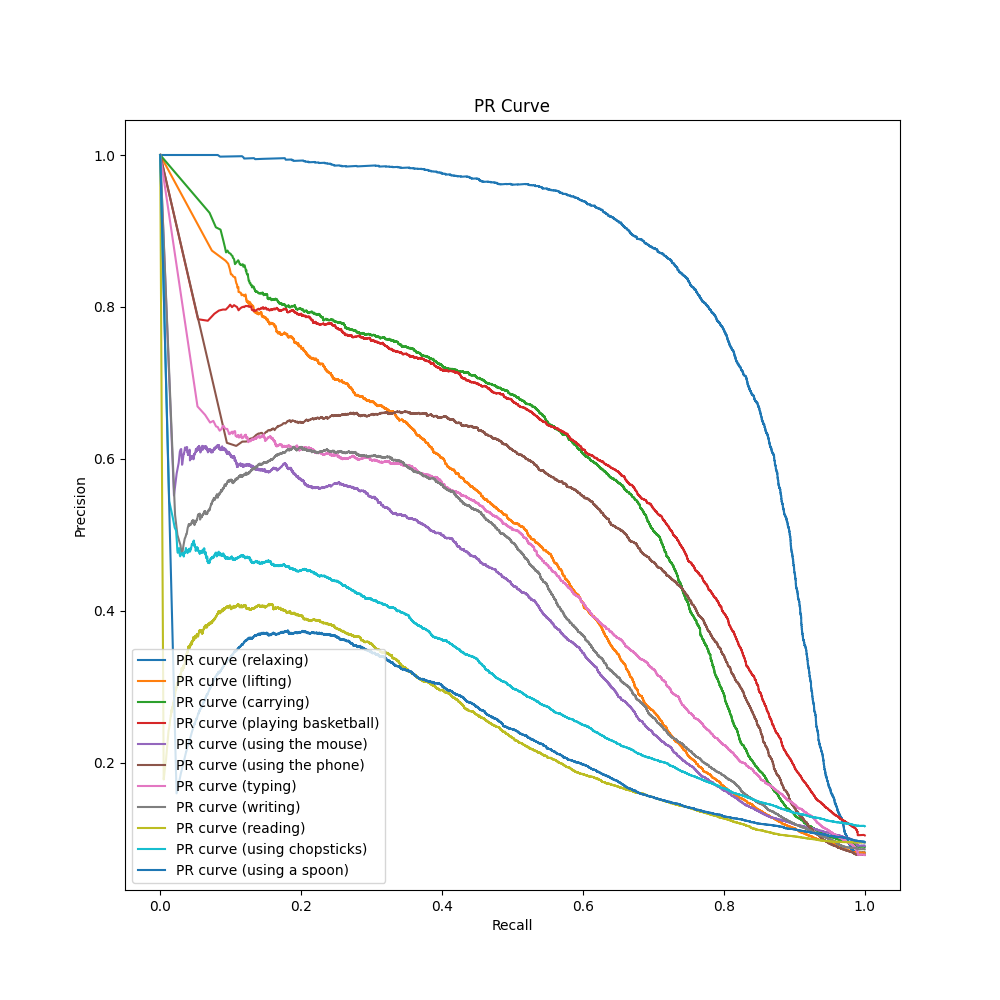 PR Curve
1.0
0.8
0.6
0.4
0.2
Precision
PR curve (relaxing)
PR curve (lifting)
PR curve (carrying)
PR curve (playing basketball)
PR curve (using the mouse)
PR curve (using the phone)
PR curve (typing)
PR curve (writing)
PR curve (reading)
PR curve (using chopsticks)
PR curve (using a spoon)
0.0 0.2 0.4 0.6 0.8 1.0
Recall